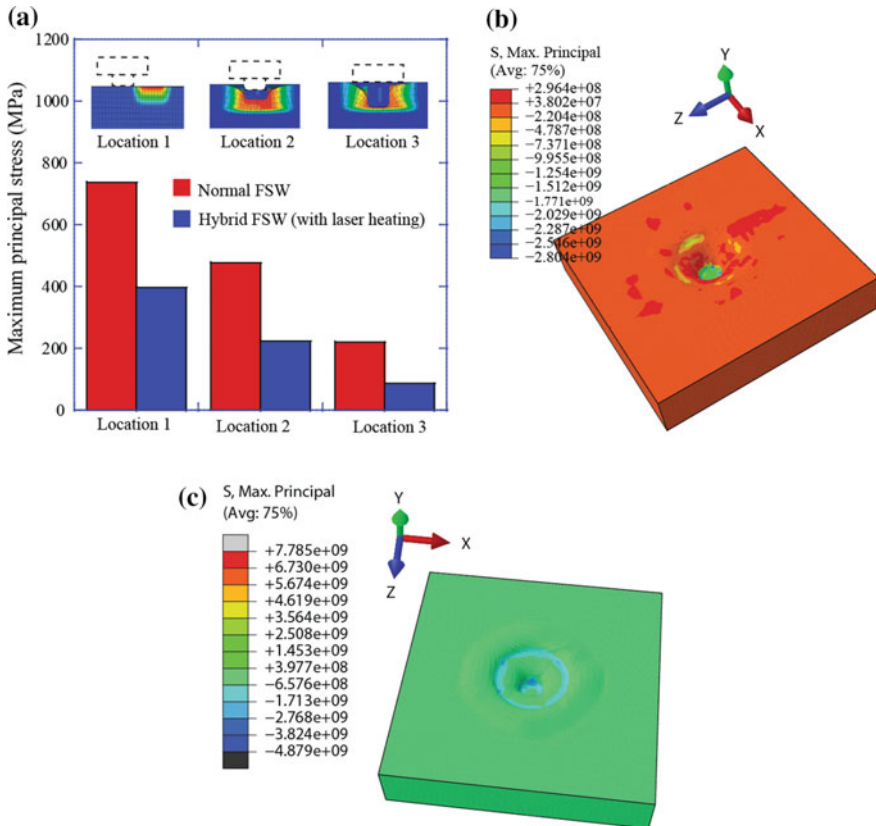 (a)
Maximum principal stress (MPa)
1200
1000
800
600
400
200
0
Location 1
Location 2
Location 3
Normal FSW
Hybrid FSW (with laser heating)
Location 1
Location 2
Location 3
(b)
S, Max. Principal
(Avg: 75%)
+2.964e+08
+3.802e+07
−2.204e+08
−4.787e+08
−7.371e+08
−9.955e+08
−1.254e+09
−1.512e+09
−1.771e+09
−2.029e+09
−2.287e+09
−2.546e+09
−2.804e+09
Y
Z
X
(c)
S, Max. Principal
(Avg: 75%)
+7.785e+09
+6.730e+09
+5.674e+09
+4.619e+09
+3.564e+09
+2.508e+09
+1.453e+09
+3.977e+08
−6.576e+08
−1.713e+09
−2.768e+09
−3.824e+09
−4.879e+09
Y
X
Z